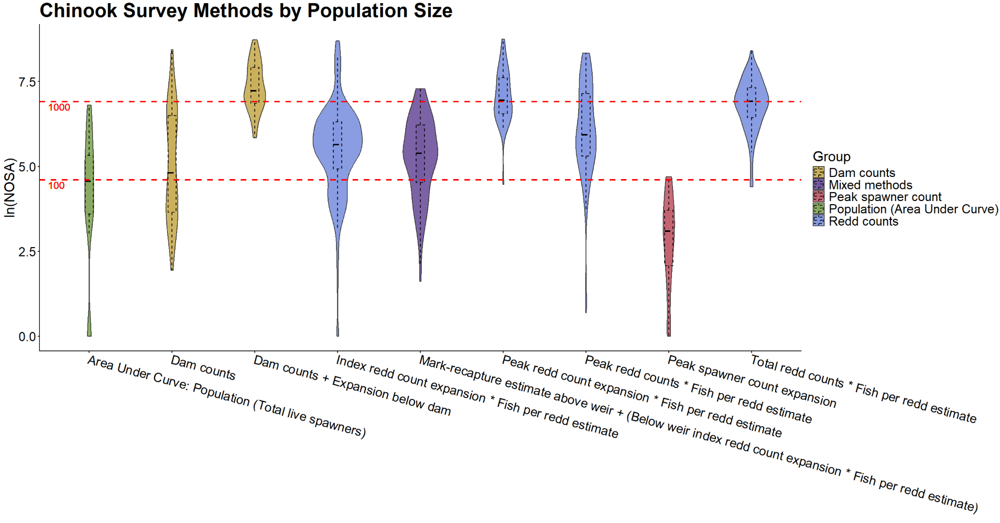 Chinook Survey Methods by Population Size
ln(NOSA)
7.5
5.0
2.5
0.0
1000
100
Area Under Curve: Population (Total live spawners)
Dam counts
Dam counts + Expansion below dam
Index redd count expansion * Fish per redd estimate
Mark-recapture estimate above weir + (Below weir index redd count expansion * Fish per redd estimate)
Peak redd count expansion * Fish per redd estimate
Peak redd counts * Fish per redd estimate
Peak spawner count expansion
Total redd counts * Fish per redd estimate
Group
Dam counts
Mixed methods
Peak spawner count
Population (Area Under Curve)
Redd counts